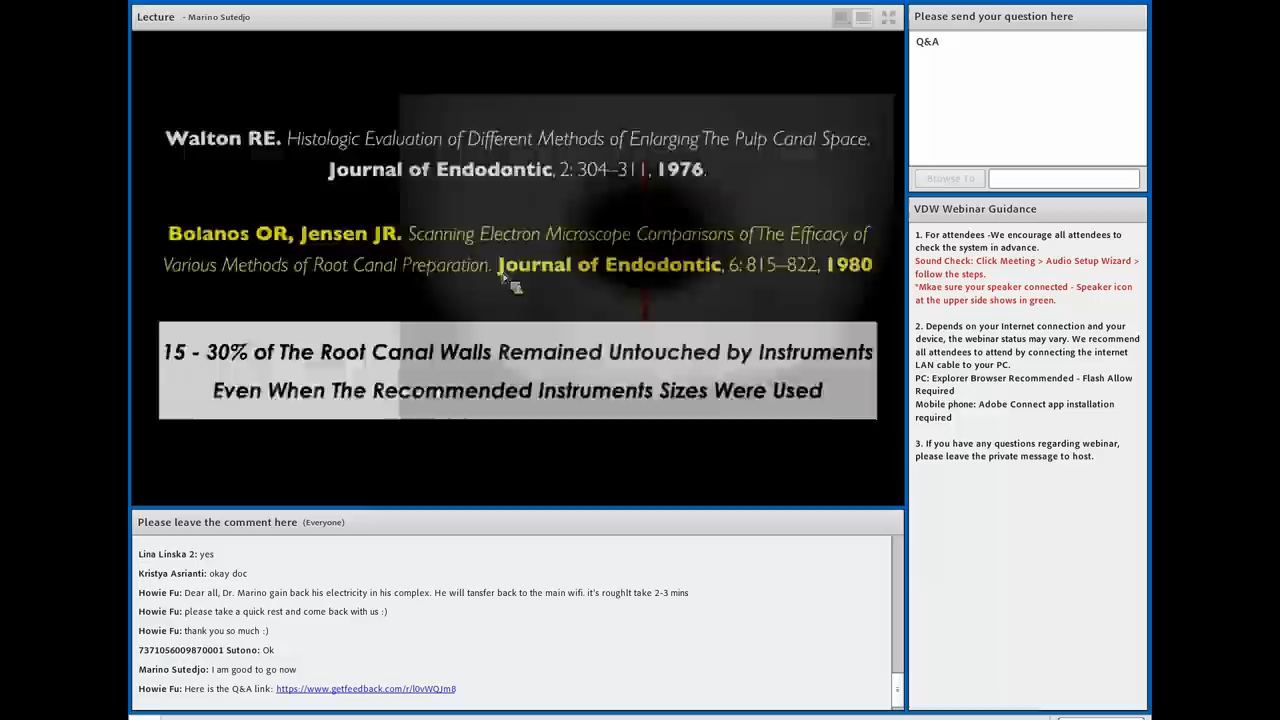 Lecture - Marino Sutedjo
Walton RE. Histologic Evaluation of Different Methods of Enlarging The Pulp Canal Space.
Journal of Endodontic, 2: 304–311, 1976.
Bolanos OR, Jensen JR. Scanning Electron Microscope Comparisons of The Efficacy of
Various Methods of Root Canal Preparation. Journal of Endodontic, 6: 815–822, 1980
15 - 30% of The Root Canal Walls Remained Untouched by Instruments
Even When The Recommended Instruments Sizes Were Used
Please leave the comment here (Everyone)
Lina Linska 2: yes
Kristya Asrianti: okay doc
Howie Fu: Dear all, Dr. Marino gain back his electricity in his complex. He will tansfer back to the main wifi. it's roughlt take 2-3 mins
Howie Fu: please take a quick rest and come back with us :)
Howie Fu: thank you so much :)
7371056009870001 Sutono: Ok
Marino Sutedjo: I am good to go now
Howie Fu: Here is the Q&A link: https://www.getfeedback.com/r/l0vWQJm8
Please send your question here
Q&A
Browse To
VDW Webinar Guidance
1. For attendees -We encourage all attendees to
check the system in advance.
Sound Check: Click Meeting > Audio Setup Wizard >
follow the steps.
*Mkae sure your speaker connected - Speaker icon
at the upper side shows in green.
2. Depends on your Internet connection and your
device, the webinar status may vary. We recommend
all attendees to attend by connecting the internet
LAN cable to your PC.
PC: Explorer Browser Recommended - Flash Allow
Required
Mobile phone: Adobe Connect app installation
required
3. If you have any questions regarding webinar,
please leave the private message to host.